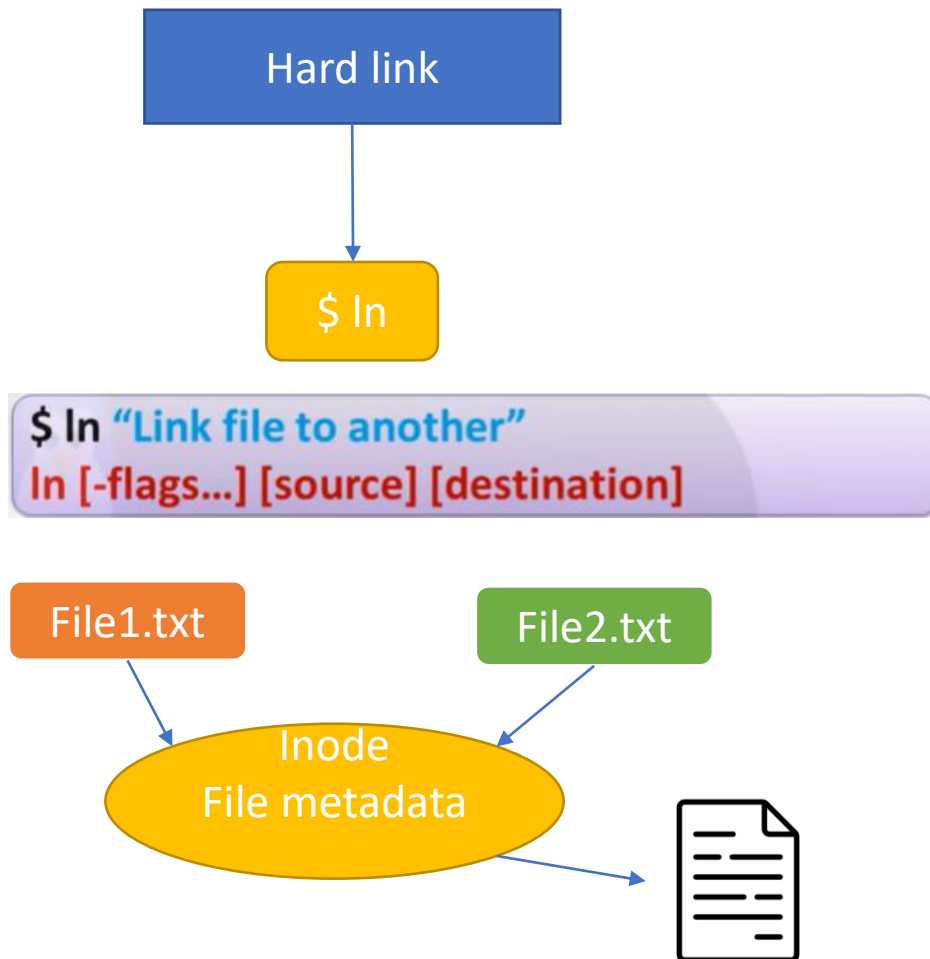 Hard link
$ ln
$ ln “Link file to another”
ln [-flags...] [source] [destination]
File1.txt
File2.txt
Inode
File metadata